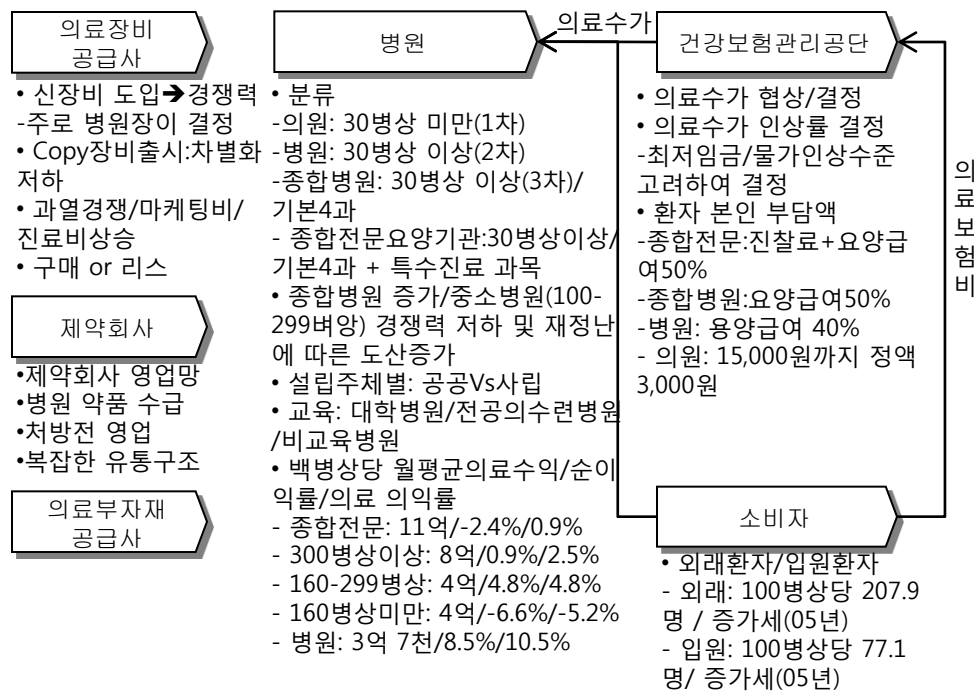 의료장비
공급사
• 신장비 도입➔경쟁력
-주로 병원장이 결정
• Copy장비출시:차별화
저하
• 과열경쟁/마케팅비/
진료비상승
• 구매 or 리스
제약회사
•제약회사 영업망
•병원 약품 수급
•처방전 영업
•복잡한 유통구조
의료부자재
공급사
병원
• 분류
-의원: 30병상 미만(1차)
-병원: 30병상 이상(2차)
-종합병원: 30병상 이상(3차)/
기본4과
- 종합전문요양기관:30병상이상/
기본4과 + 특수진료 과목
• 종합병원 증가/중소병원(100-
299벼앙) 경쟁력 저하 및 재정난
에 따른 도산증가
• 설립주체별: 공공Vs사립
• 교육: 대학병원/전공의수련병원
/비교육병원
• 백병상당 월평균의료수익/순이
익률/의료 의익률
- 종합전문: 11억/-2.4%/0.9%
- 300병상이상: 8억/0.9%/2.5%
- 160-299병상: 4억/4.8%/4.8%
- 160병상미만: 4억/-6.6%/-5.2%
- 병원: 3억 7천/8.5%/10.5%
의료수가
건강보험관리공단
• 의료수가 협상/결정
• 의료수가 인상률 결정
-최저임금/물가인상수준
고려하여 결정
• 환자 본인 부담액
-종합전문:진찰료+요양급
여50%
-종합병원:요양급여50%
-병원: 용양급여 40%
- 의원: 15,000원까지 정액
3,000원
의료보험비
소비자
• 외래환자/입원환자
- 외래: 100병상당 207.9
명 / 증가세(05년)
- 입원: 100병상당 77.1
명/ 증가세(05년)